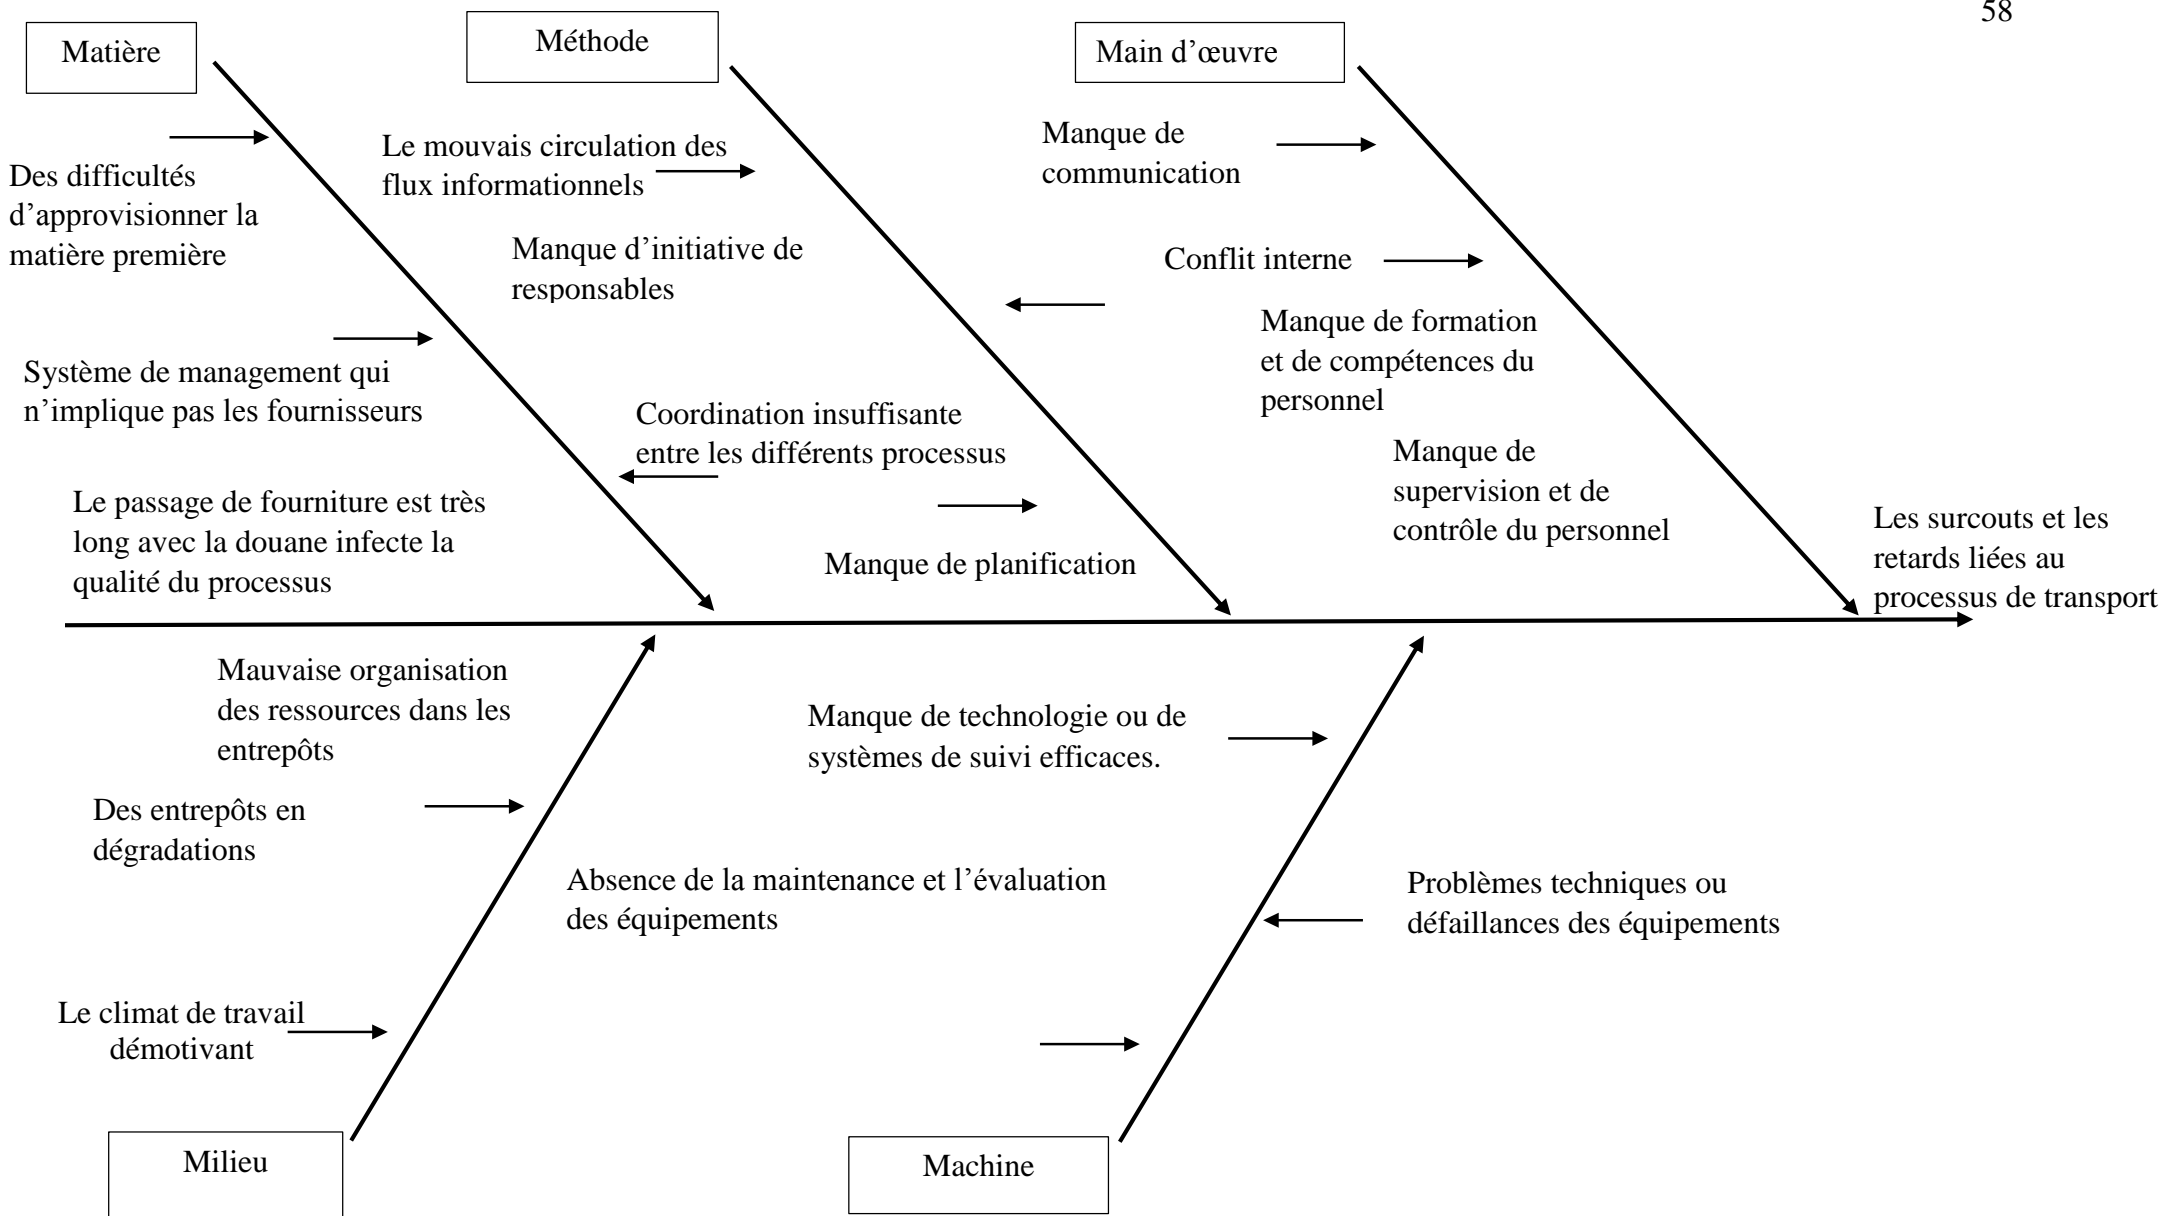 58
Matière
Méthode
Main d’œuvre
Des difficultés
d’approvisionner la
matière première
Le mouvais circulation des
flux informationnels
Manque de
communication
Manque d’initiative de
responsables
Conflit interne
Système de management qui
n’implique pas les fournisseurs
Manque de formation
et de compétences du
personnel
Coordination insuffisante
entre les différents processus
Manque de
supervision et de
contrôle du personnel
Le passage de fourniture est très
long avec la douane infecte la
qualité du processus
Manque de planification
Les surcouts et les
retards liées au
processus de transport
Mauvaise organisation
des ressources dans les
entrepôts
Manque de technologie ou de
systèmes de suivi efficaces.
Des entrepôts en
dégradations
Absence de la maintenance et l’évaluation
des équipements
Problèmes techniques ou
défaillances des équipements
Le climat de travail
démotivant
Milieu
Machine